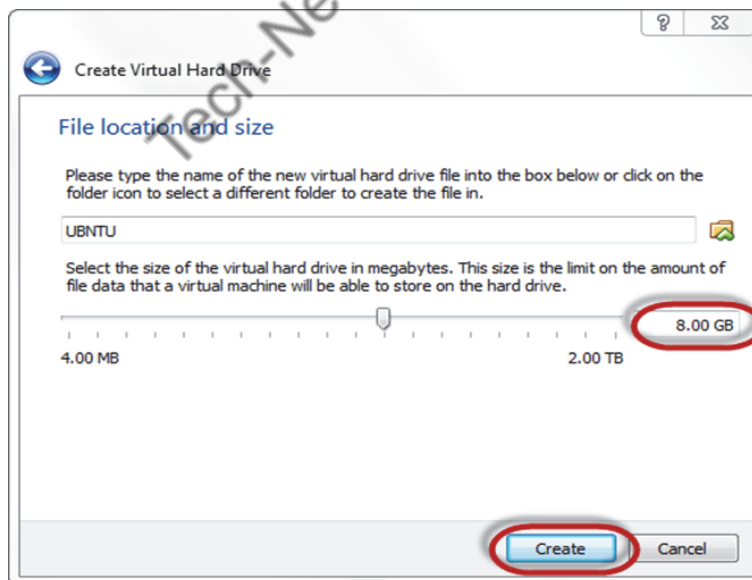 Tech-Ne
Create Virtual Hard Drive
File location and size
Please type the name of the new virtual hard drive file into the box below or click on the
folder icon to select a different folder to create the file in.
UBNTU
Select the size of the virtual hard drive in megabytes. This size is the limit on the amount of
file data that a virtual machine will be able to store on the hard drive.
8.00 GB
4.00 MB
2.00 TB
Create
Cancel